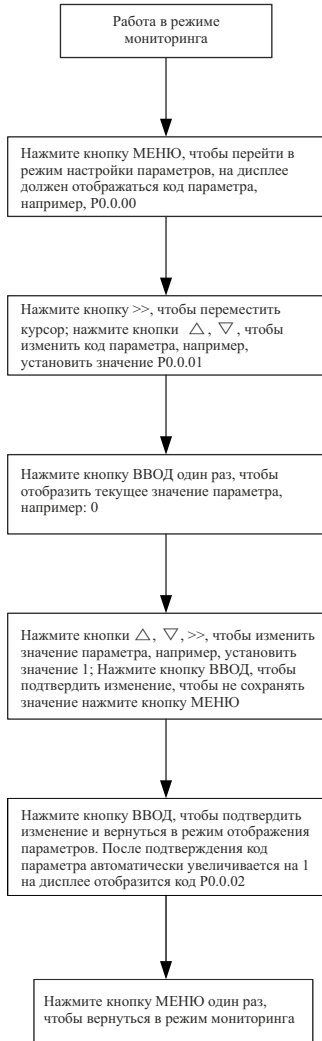 Работа в режиме
мониторинга
Нажмите кнопку МЕНЮ, чтобы перейти в
режим настройки параметров, на дисплее
должен отображаться код параметра,
например, P0.0.00
Нажмите кнопку >>, чтобы переместить
курсор; нажмите кнопки △, ▽, чтобы
изменить код параметра, например,
установить значение P0.0.01
Нажмите кнопку ВВОД один раз, чтобы
отобразить текущее значение параметра,
например: 0
Нажмите кнопки △, ▽, >>, чтобы изменить
значение параметра, например, установить
значение 1; Нажмите кнопку ВВОД, чтобы
подтвердить изменение, чтобы не сохранять
значение нажмите кнопку МЕНЮ
Нажмите кнопку ВВОД, чтобы подтвердить
изменение и вернуться в режим отображения
параметров. После подтверждения код
параметра автоматически увеличивается на 1
на дисплее отобразится код P0.0.02
Нажмите кнопку МЕНЮ один раз,
чтобы вернуться в режим мониторинга